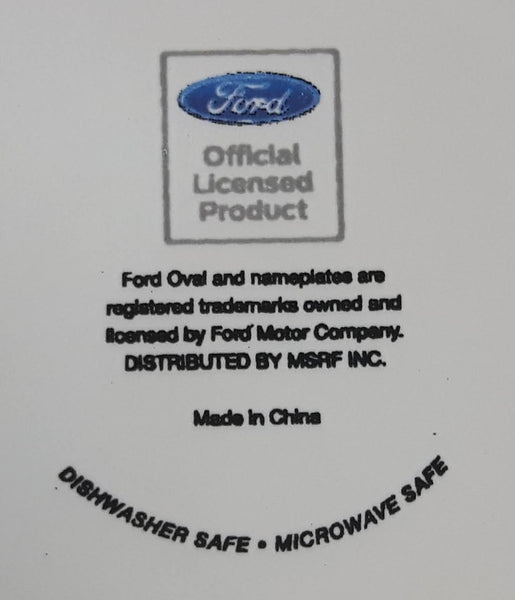 Ford
Official
Licensed
Product
Ford Oval and nameplates are
registered trademarks owned and
licensed by Ford Motor Company.
DISTRIBUTED BY MSRF INC.
Made in China
DISHWASHER SAFE • MICROWAVE SAFE